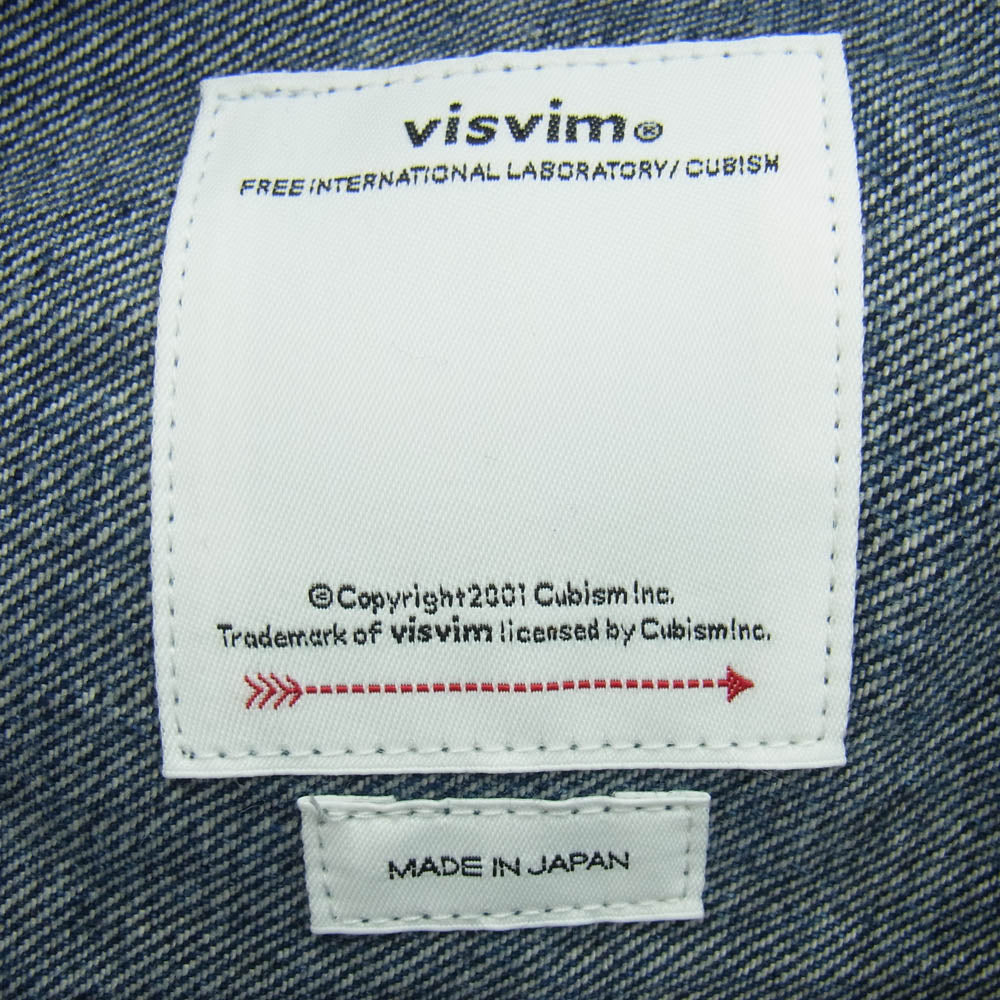 visvim®
FREE INTERNATIONAL LABORATORY/ CUBISM
©Copyright2001 Cubism Inc.
Trademark of visvim licensed by Cubism Inc.
MADE IN JAPAN